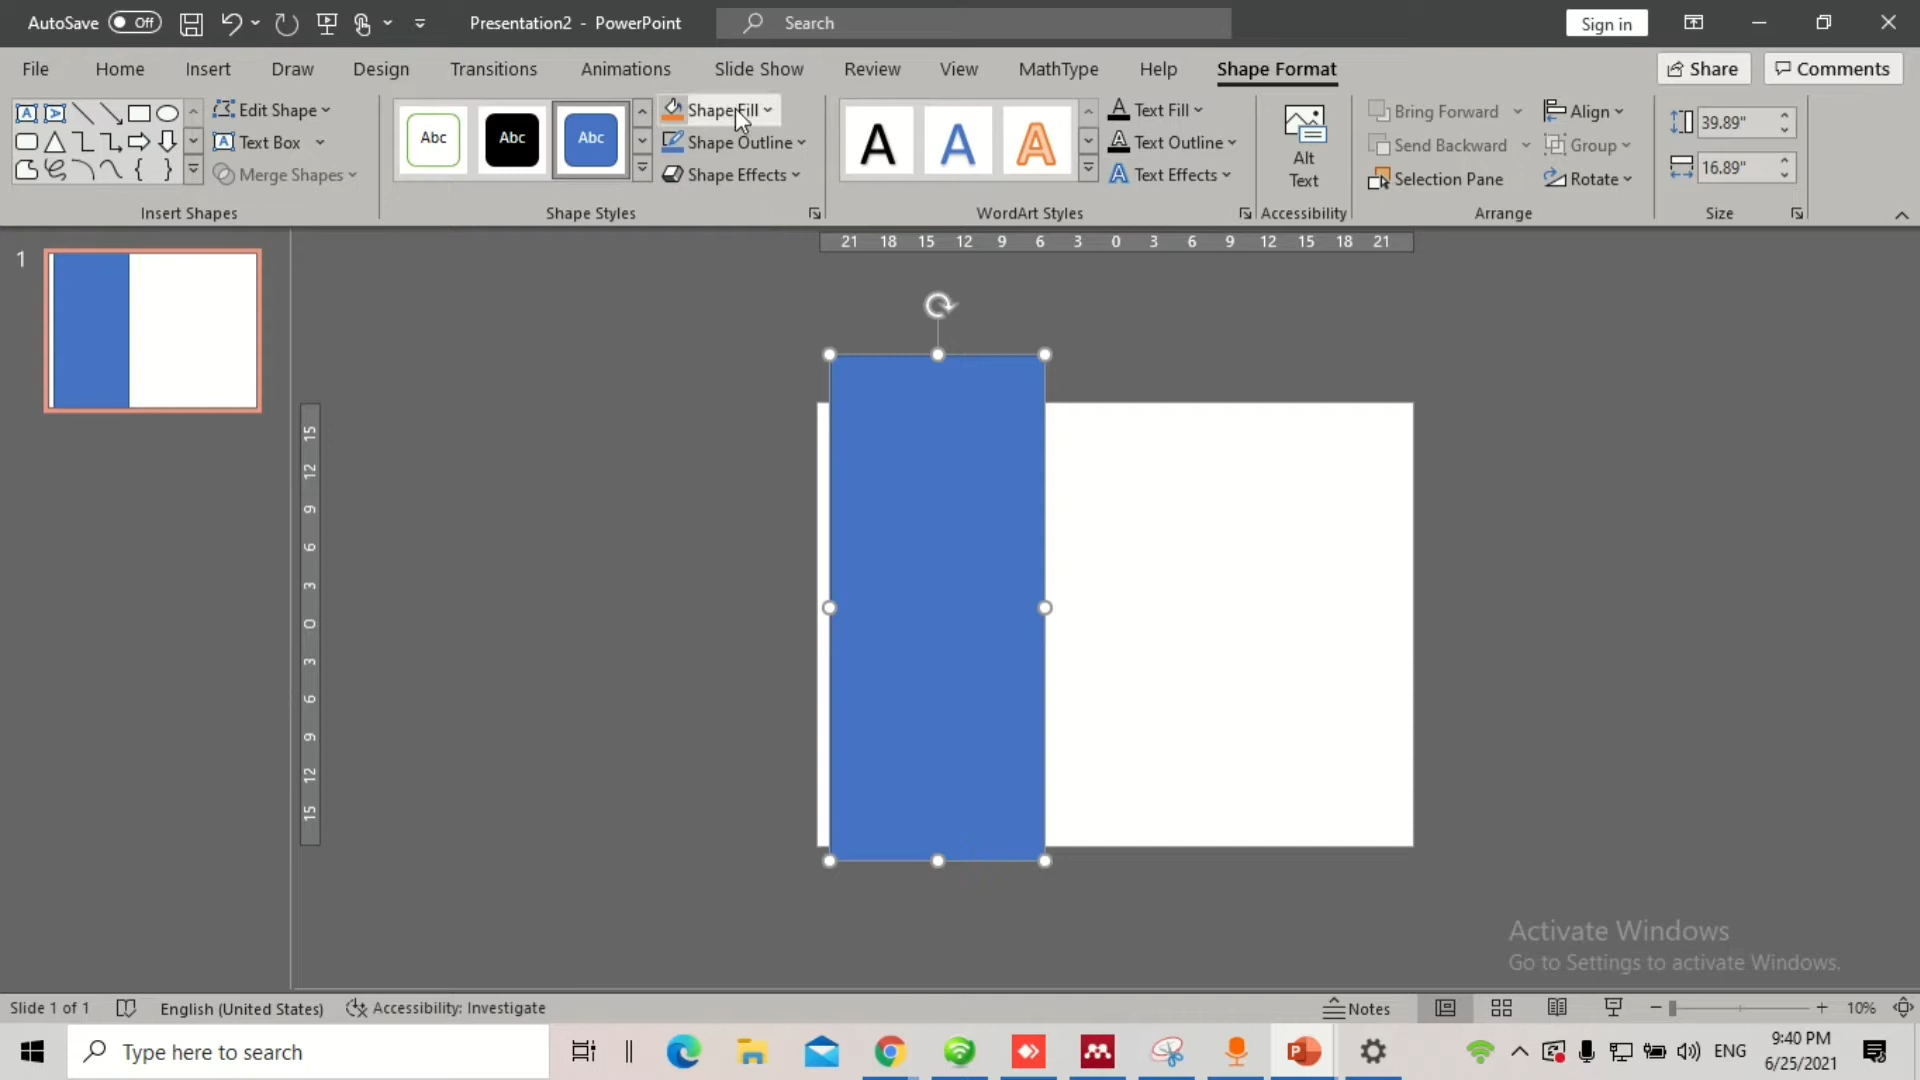 AutoSave Off Presentation2 - PowerPoint Search Sign in
File Home Insert Draw Design Transitions Animations Slide Show Review View MathType Help Shape Format Share Comments
Edit Shape
Text Box
Merge Shapes
Insert Shapes
Abc Abc Abc
Shape Fill
Shape Outline
Shape Effects
Shape Styles
A A A
Text Fill
Text Outline
Text Effects
WordArt Styles
Alt
Text
Accessibility
Bring Forward
Send Backward
Selection Pane
Align
Group
Rotate
Arrange
39.89"
16.89"
Size
21 18 15 12 9 6 3 0 3 6 9 12 15 18 21
1
15 12 9 6 3 0 3 6 9 12 15
Activate Windows
Go to Settings to activate Windows.
Slide 1 of 1 English (United States) Accessibility: Investigate Notes 10%
Type here to search
ENG
9:40 PM
6/25/2021